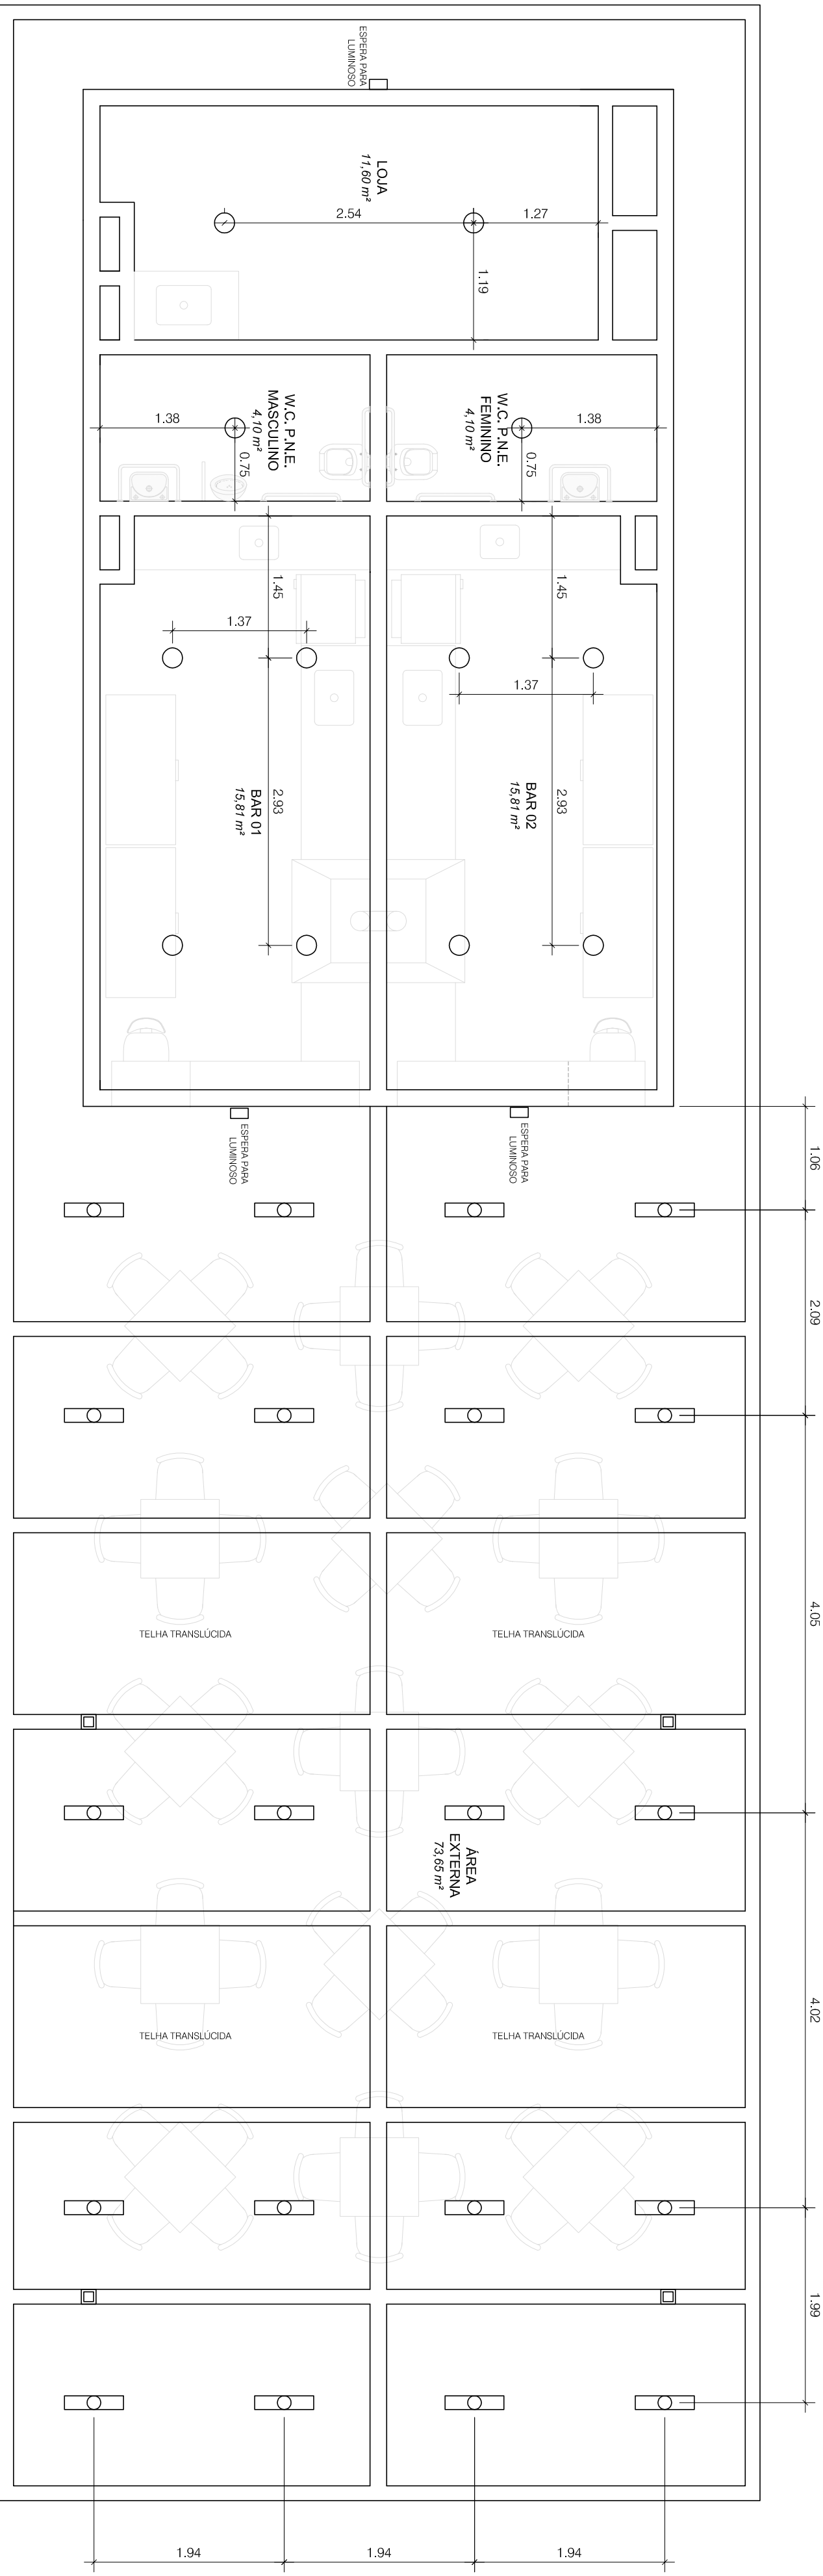 ESPERA PARA
LUMINOSO
LOJA
11,60 m²
2.54
1.27
1.19
W.C. P.N.E.
MASCULINO
4,10 m²
1.38
0.75
W.C. P.N.E.
FEMININO
4,10 m²
1.38
0.75
1.45
1.37
2.93
BAR 01
15,81 m²
1.45
1.37
2.93
BAR 02
15,81 m²
ESPERA PARA
LUMINOSO
ESPERA PARA
LUMINOSO
1.06
2.09
4.05
TELHA TRANSLÚCIDA
TELHA TRANSLÚCIDA
ÁREA
EXTERNA
73,65 m²
4.02
TELHA TRANSLÚCIDA
TELHA TRANSLÚCIDA
1.99
1.94
1.94
1.94